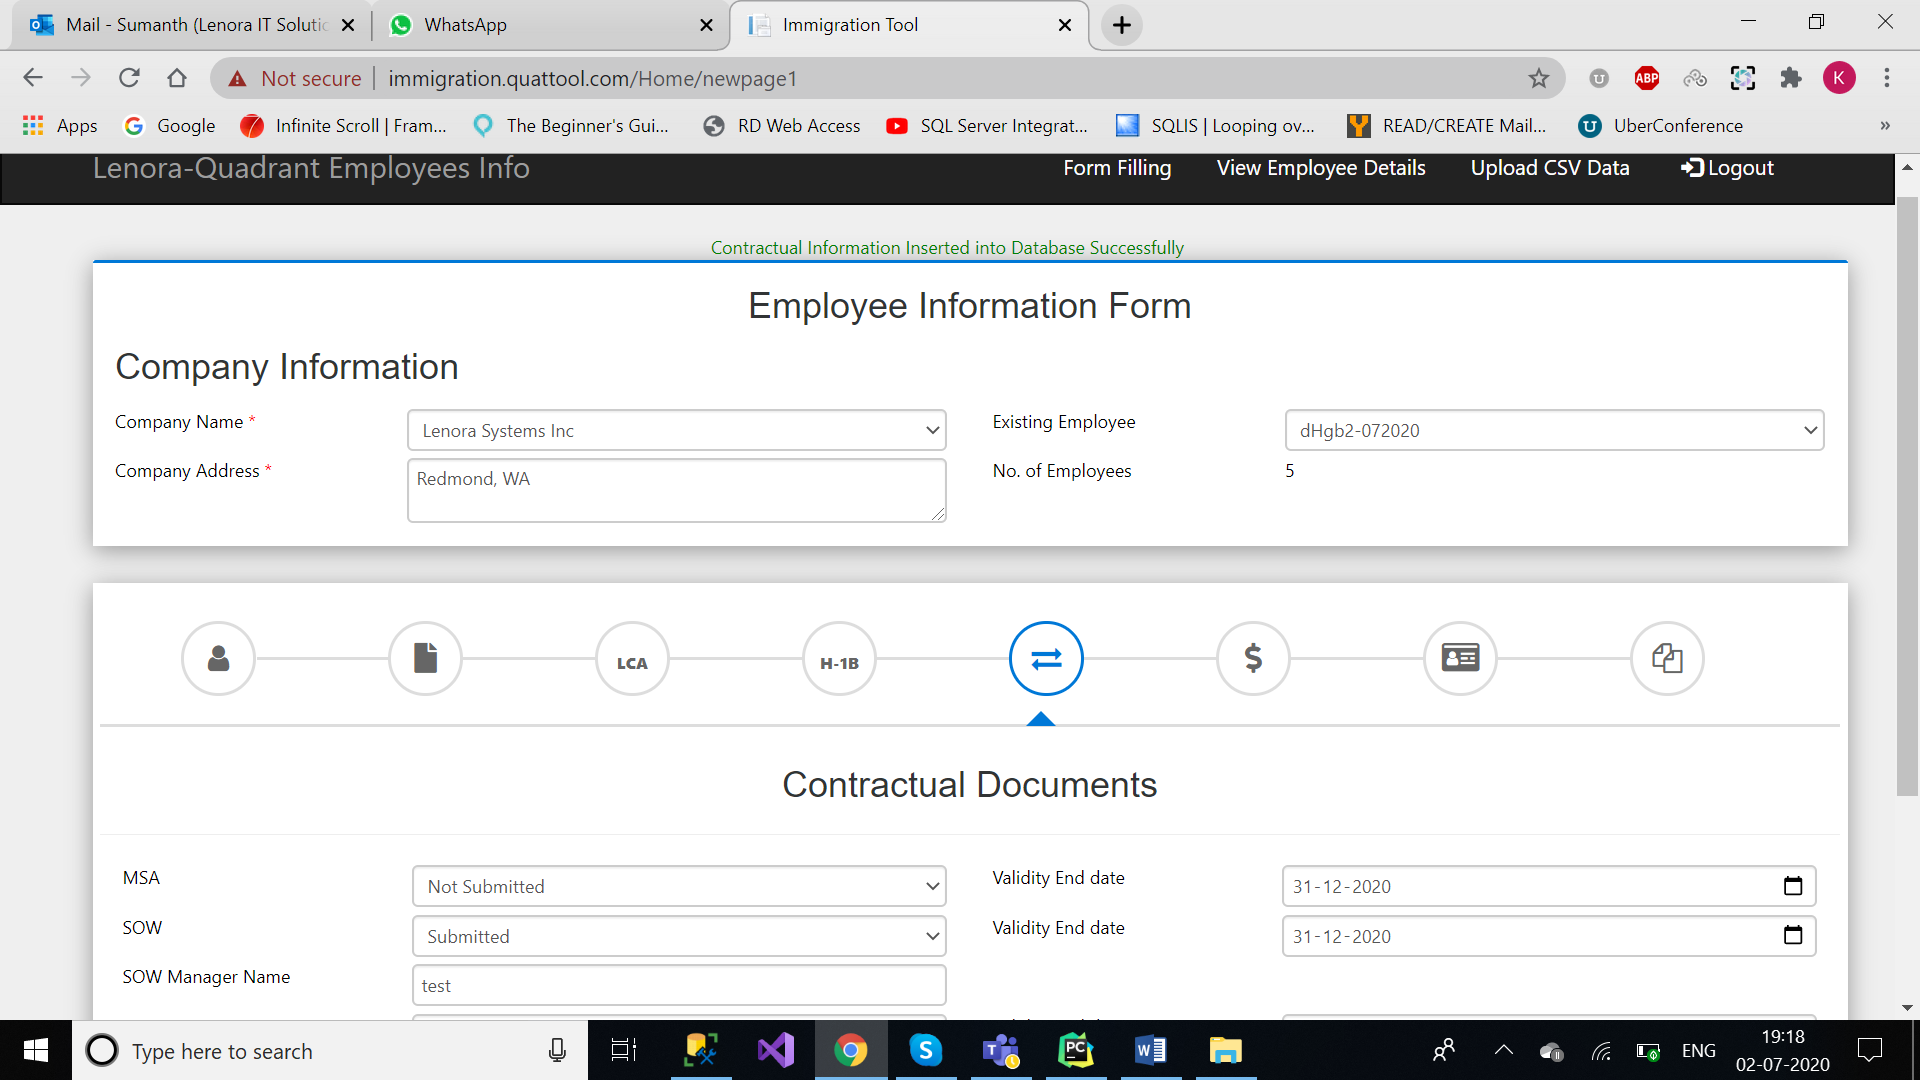 Mail - Sumanth (Lenora IT Solutic
WhatsApp
Immigration Tool
Not secure
immigration.quattool.com/Home/newpage1
ABP
K
Apps
Google
Infinite Scroll | Fram...
The Beginner's Gui...
RD Web Access
SQL Server Integrat...
SQLIS | Looping ov...
READ/CREATE Mail...
UberConference
»
Lenora-Quadrant Employees Info
Form Filling
View Employee Details
Upload CSV Data
Logout
Contractual Information Inserted into Database Successfully
Employee Information Form
Company Information
Company Name *
Lenora Systems Inc
Existing Employee
dHgb2-072020
Company Address *
Redmond, WA
No. of Employees
5
LCA
H-1B
$
Contractual Documents
MSA
Not Submitted
Validity End date
31-12-2020
SOW
Submitted
Validity End date
31-12-2020
SOW Manager Name
test
Type here to search
ENG
19:18
02-07-2020